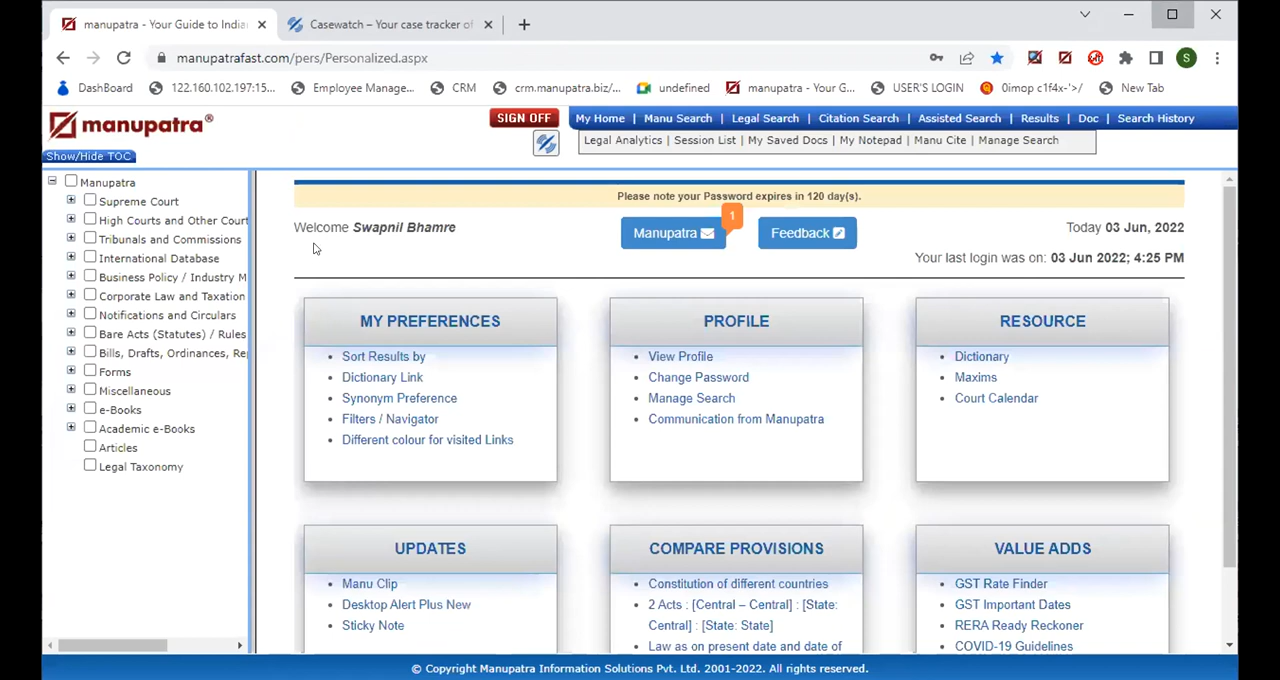 manupatra - Your Guide to India
Casewatch – Your case tracker of
manupatrafast.com/pers/Personalized.aspx
S
DashBoard
122.160.102.197:15...
Employee Manage...
CRM
crm.manupatra.biz/...
undefined
manupatra - Your G...
USER'S LOGIN
0imop c1f4x-'>/
New Tab
manupatra®
SIGN OFF
My Home | Manu Search | Legal Search | Citation Search | Assisted Search | Results | Doc | Search History
Legal Analytics | Session List | My Saved Docs | My Notepad | Manu Cite | Manage Search
Show/Hide TOC
Manupatra
Supreme Court
High Courts and Other Court
Tribunals and Commissions
International Database
Business Policy / Industry M
Corporate Law and Taxation
Notifications and Circulars
Bare Acts (Statutes) / Rules
Bills, Drafts, Ordinances, Rep
Forms
Miscellaneous
e-Books
Academic e-Books
Articles
Legal Taxonomy
Please note your Password expires in 120 day(s).
Welcome Swapnil Bhamre
Manupatra
1
Feedback
Today 03 Jun, 2022
Your last login was on: 03 Jun 2022; 4:25 PM
MY PREFERENCES
Sort Results by
Dictionary Link
Synonym Preference
Filters / Navigator
Different colour for visited Links
PROFILE
View Profile
Change Password
Manage Search
Communication from Manupatra
RESOURCE
Dictionary
Maxims
Court Calendar
UPDATES
Manu Clip
Desktop Alert Plus New
Sticky Note
COMPARE PROVISIONS
Constitution of different countries
2 Acts : [Central – Central] : [State:
Central] : [State: State]
Law as on present date and date of
VALUE ADDS
GST Rate Finder
GST Important Dates
RERA Ready Reckoner
COVID-19 Guidelines
© Copyright Manupatra Information Solutions Pvt. Ltd. 2001-2022. All rights reserved.